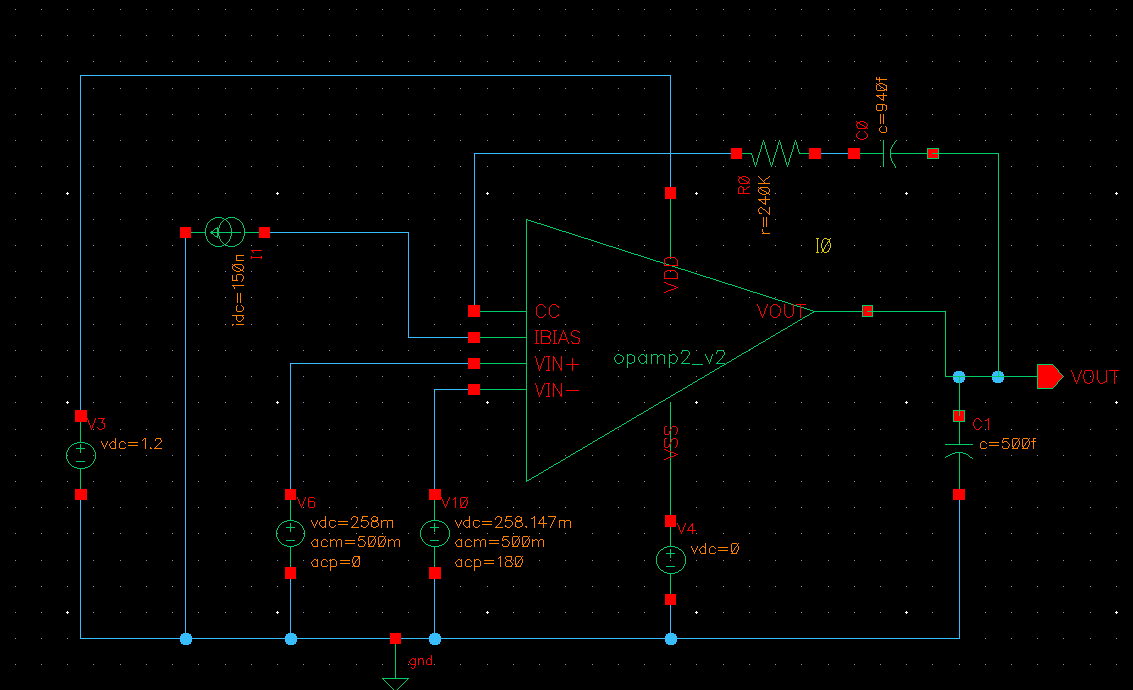 c=940f
C0
R0
r=240K
I0
I1
idc=150n
VDD
CC
VOUT
IBIAS
opamp2_v2
VIN+
VIN-
VOUT
V3
vdc=1.2
VSS
C1
c=500f
V6
vdc=258m
acm=500m
acp=0
V10
vdc=258.147m
acm=500m
acp=180
V4
vdc=0
gnd